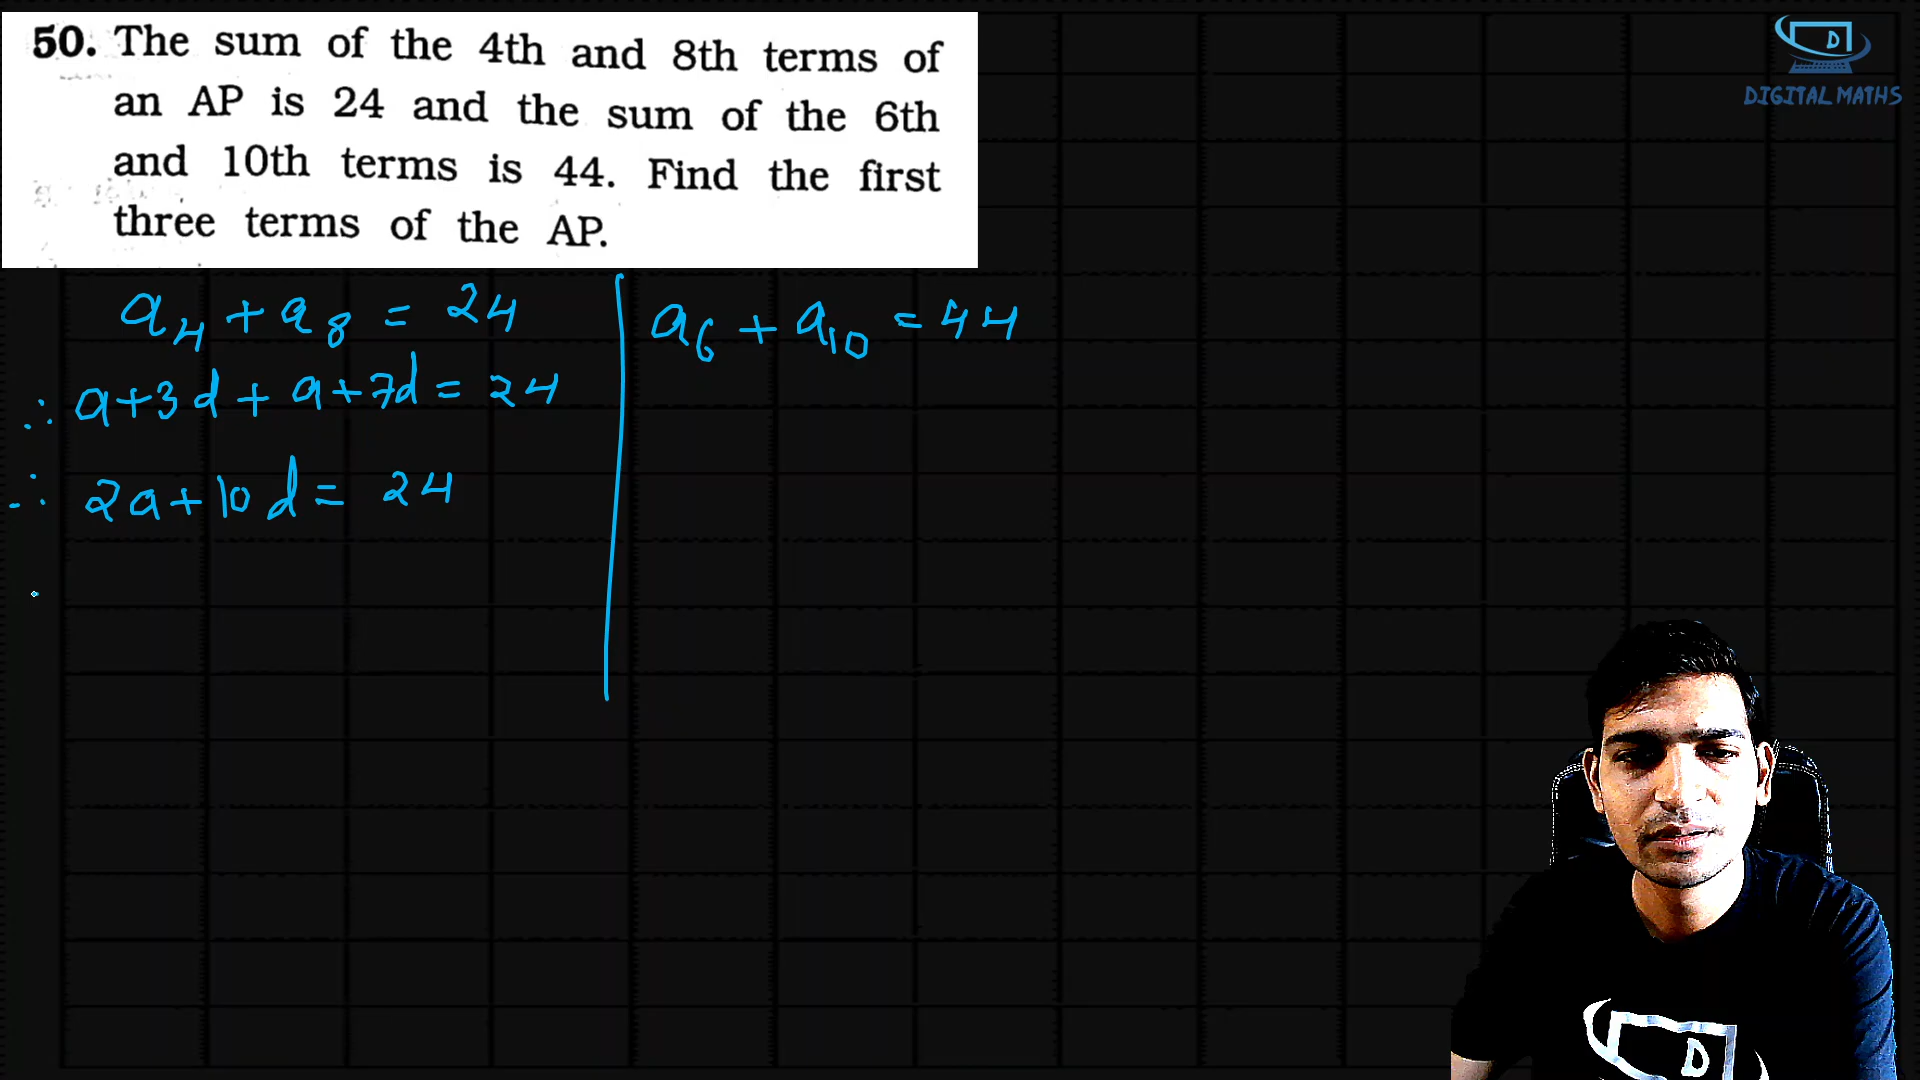 50. The sum of the 4th and 8th terms of
an AP is 24 and the sum of the 6th
and 10th terms is 44. Find the first
three terms of the AP.
D
DIGITAL MATHS
a₄ + a₈ = 24
a₆ + a₁₀ = 44
∴ a+3d + a+7d = 24
∴ 2a+10d = 24
D